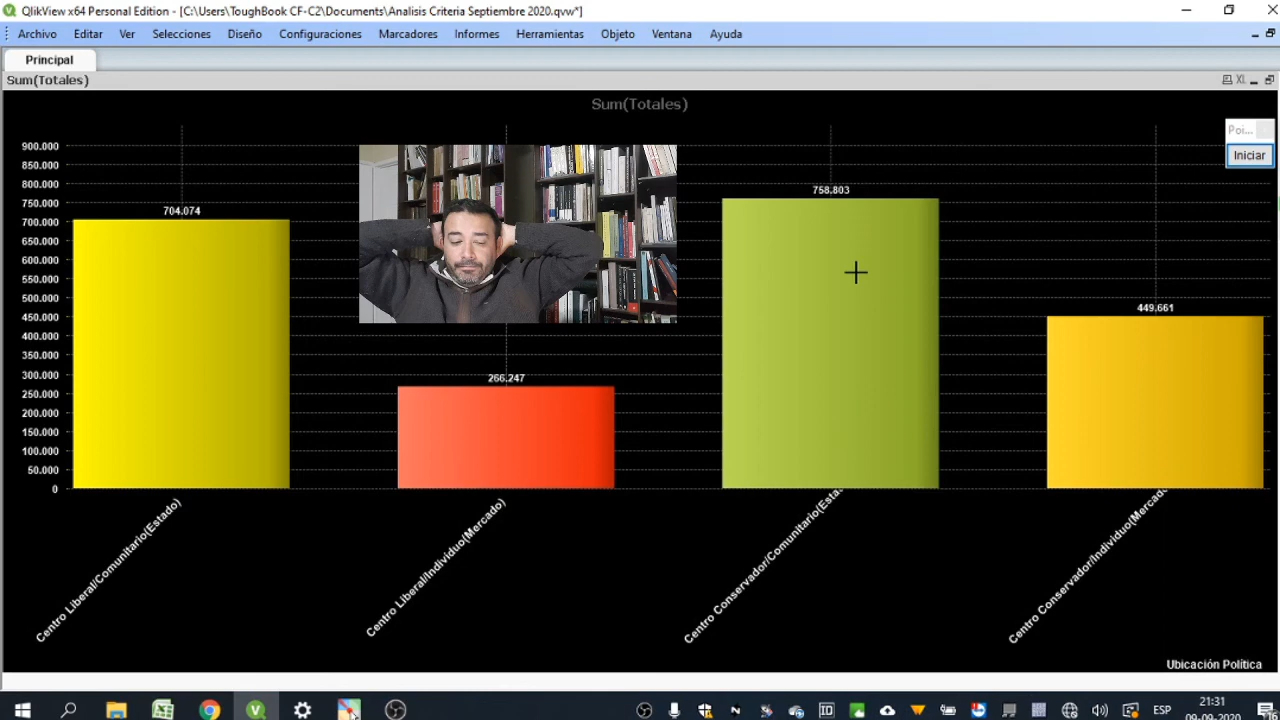 QlikView x64 Personal Edition - [C:\Users\ToughBook CF-C2\Documents\Analisis Criteria Septiembre 2020.qvw*]
Archivo Editar Ver Selecciones Diseño Configuraciones Marcadores Informes Herramientas Objeto Ventana Ayuda
Principal
Sum(Totales)
XL
Sum(Totales)
Poi...
Iniciar
900.000
850.000
800.000
750.000
700.000
650.000
600.000
550.000
500.000
450.000
400.000
350.000
300.000
250.000
200.000
150.000
100.000
50.000
0
704.074
266.247
758.803
449.661
Centro Liberal/Comunitario(Estado)
Centro Liberal/Individuo(Mercado)
Centro Conservador/Comunitario(Estad
Centro Conservador/Individuo(Mercado
Ubicación Política
ESP
21:31